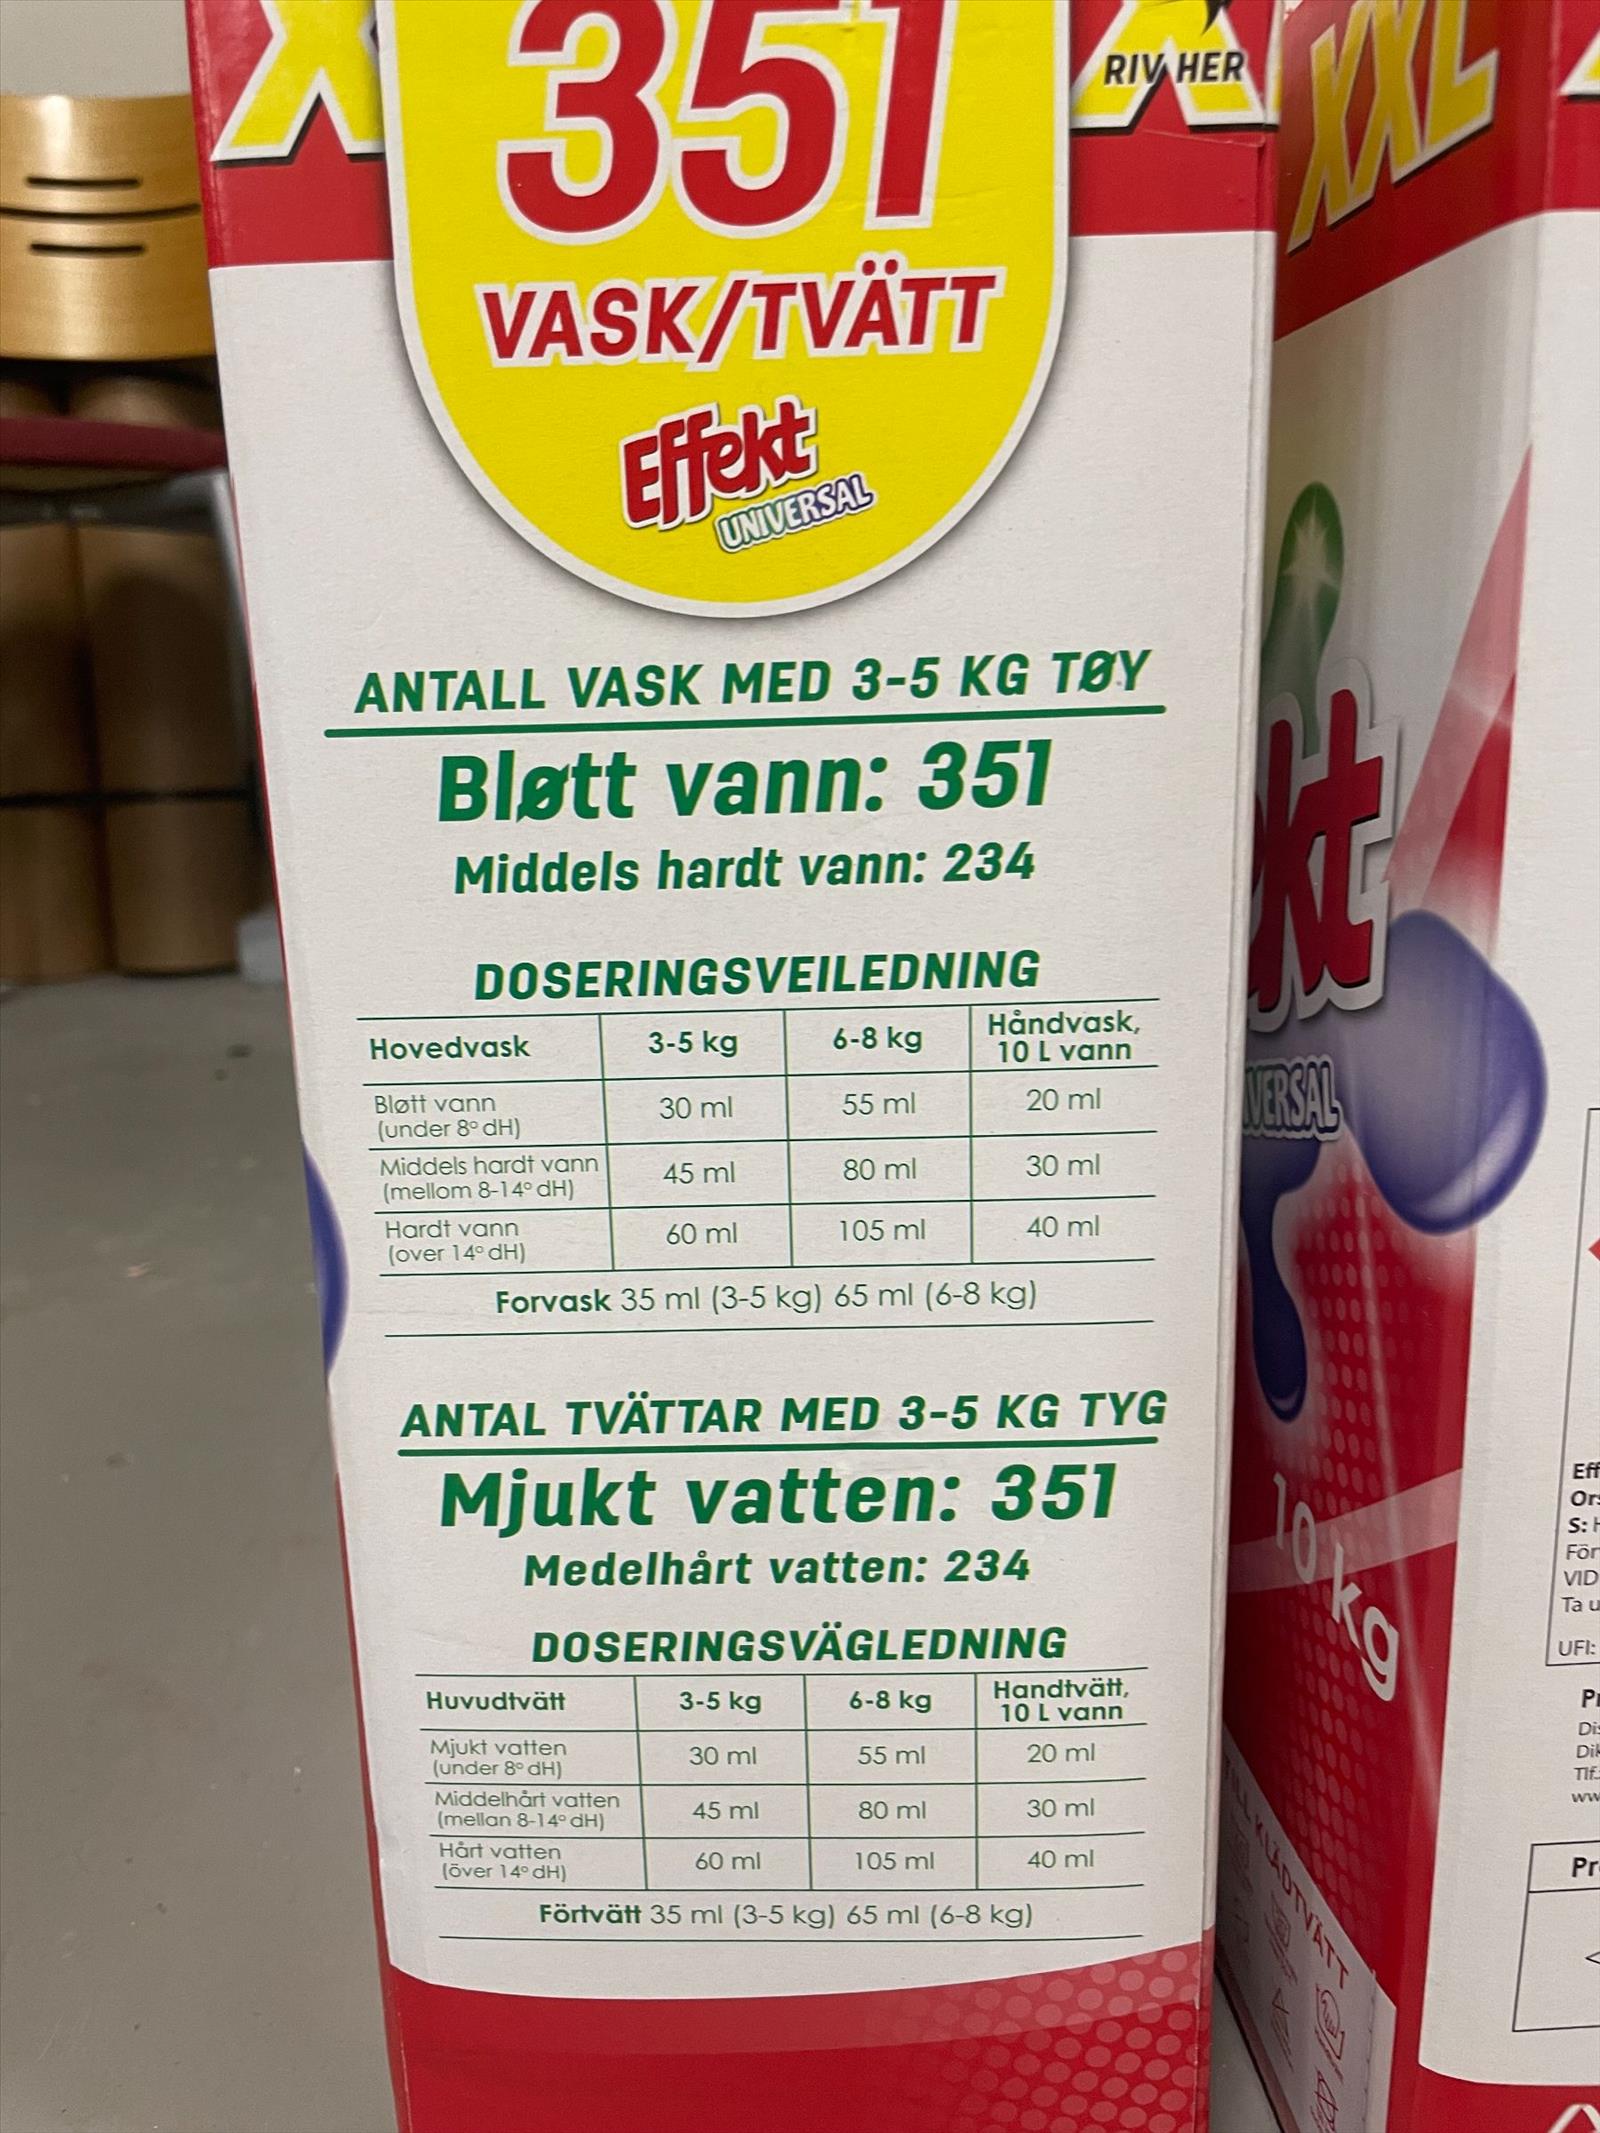 351
VASK/TVÄTT
Effekt
UNIVERSAL
RIV HER
XXL
ANTALL VASK MED 3-5 KG TØY
Bløtt vann: 351
Middels hardt vann: 234
DOSERINGSVEILEDNING
Hovedvask 3-5 kg 6-8 kg Håndvask,
10 L vann
Bløtt vann
(under 8° dH) 30 ml 55 ml 20 ml
Middels hardt vann
(mellom 8-14° dH) 45 ml 80 ml 30 ml
Hardt vann
(over 14° dH) 60 ml 105 ml 40 ml
Forvask 35 ml (3-5 kg) 65 ml (6-8 kg)
ANTAL TVÄTTAR MED 3-5 KG TYG
Mjukt vatten: 351
Medelhårt vatten: 234
DOSERINGSVÄGLEDNING
Huvudtvätt 3-5 kg 6-8 kg Handtvätt,
10 L vann
Mjukt vatten
(under 8° dH) 30 ml 55 ml 20 ml
Middelhårt vatten
(mellan 8-14° dH) 45 ml 80 ml 30 ml
Hårt vatten
(över 14° dH) 60 ml 105 ml 40 ml
Förtvätt 35 ml (3-5 kg) 65 ml (6-8 kg)
10 kg
KLÄDTVÄTT
S:
VID
Ta
UFI: